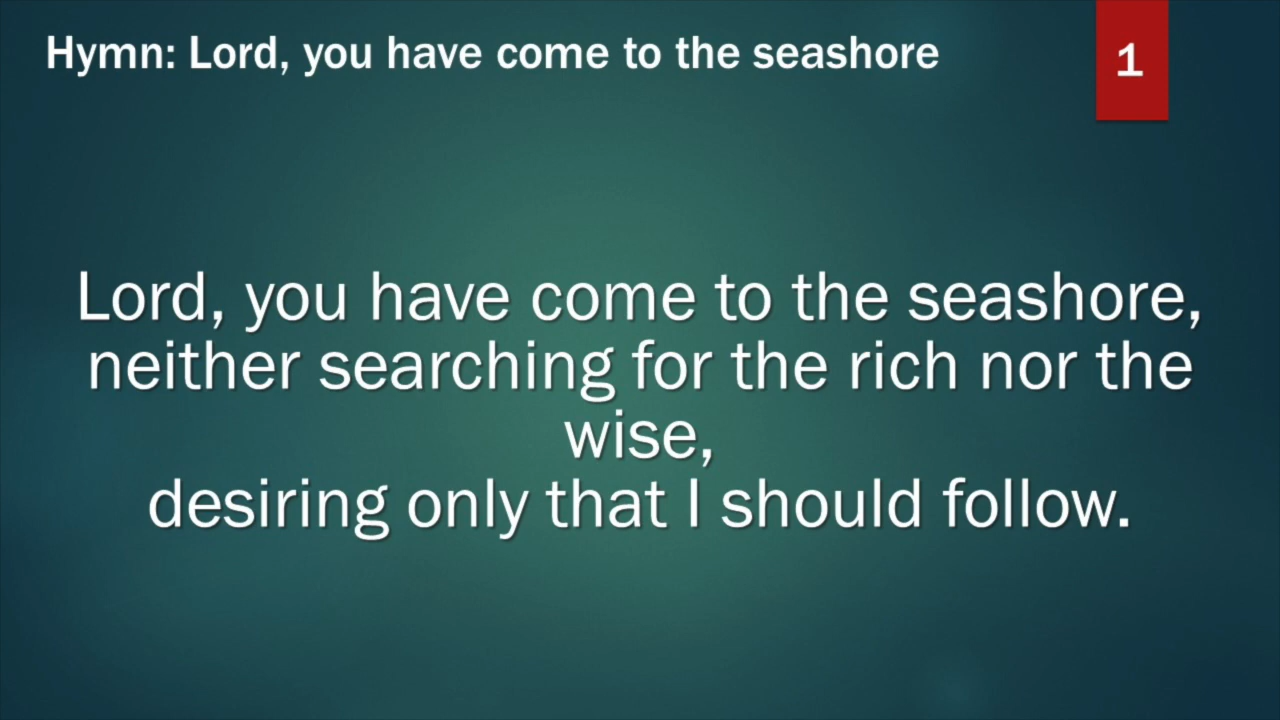 Hymn: Lord, you have come to the seashore
1
Lord, you have come to the seashore,
neither searching for the rich nor the
wise,
desiring only that I should follow.